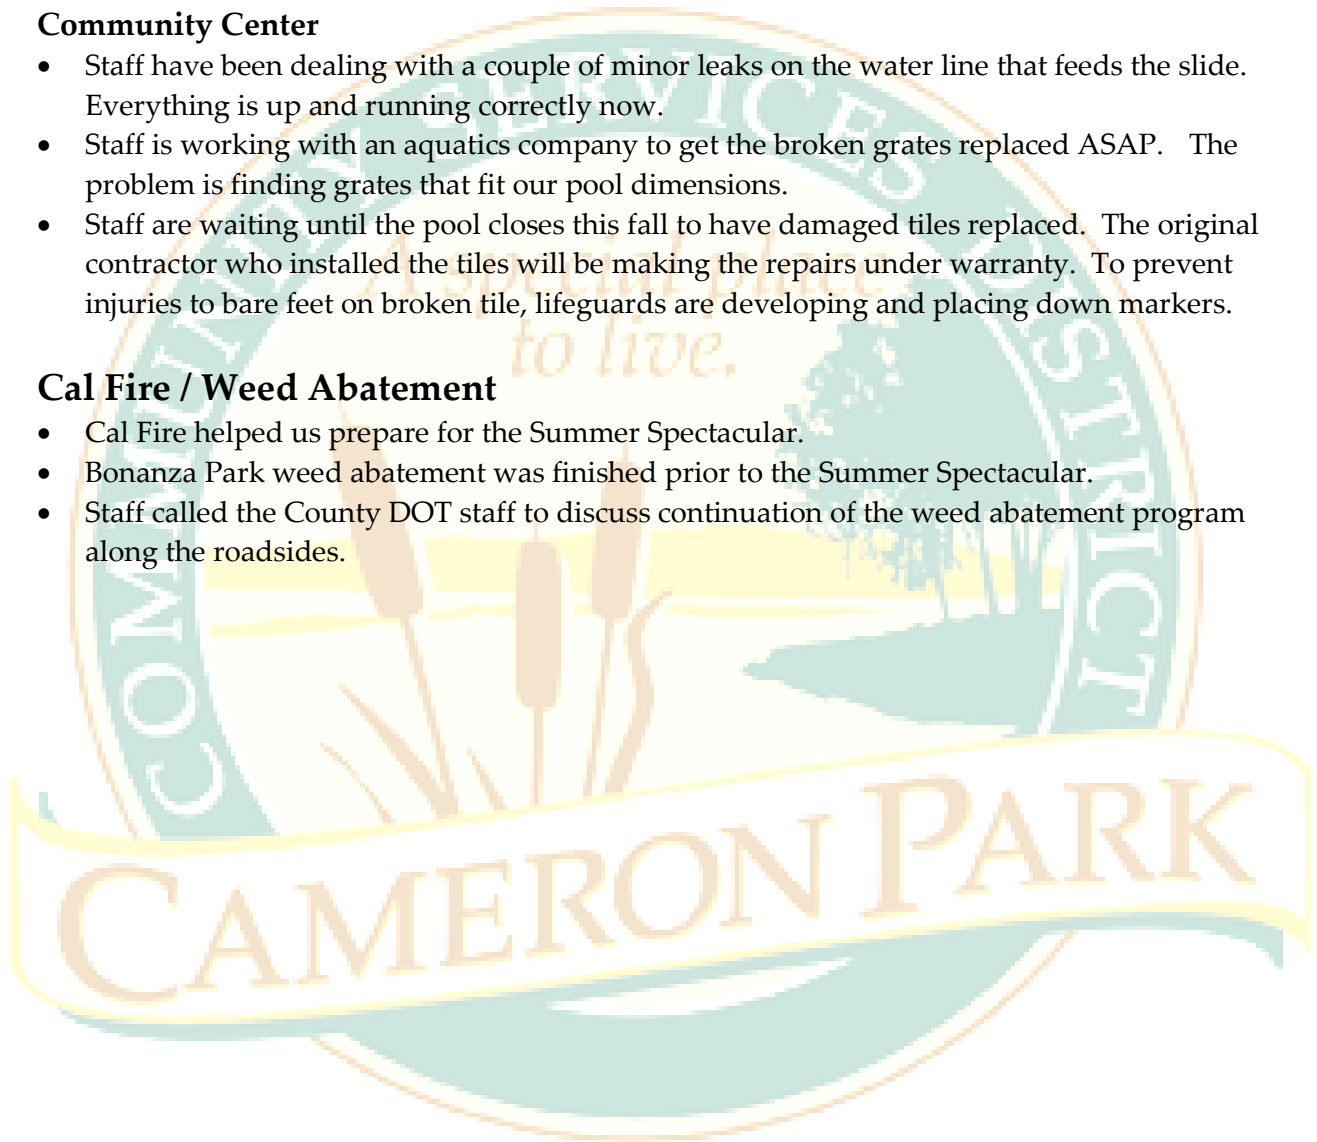 Community Center
• Staff have been dealing with a couple of minor leaks on the water line that feeds the slide.
Everything is up and running correctly now.
• Staff is working with an aquatics company to get the broken grates replaced ASAP. The
problem is finding grates that fit our pool dimensions.
• Staff are waiting until the pool closes this fall to have damaged tiles replaced. The original
contractor who installed the tiles will be making the repairs under warranty. To prevent
injuries to bare feet on broken tile, lifeguards are developing and placing down markers.
Cal Fire / Weed Abatement
• Cal Fire helped us prepare for the Summer Spectacular.
• Bonanza Park weed abatement was finished prior to the Summer Spectacular.
• Staff called the County DOT staff to discuss continuation of the weed abatement program
along the roadsides.
COMMUNITY SERVICES DISTRICT
A special place
to live.
CAMERON PARK